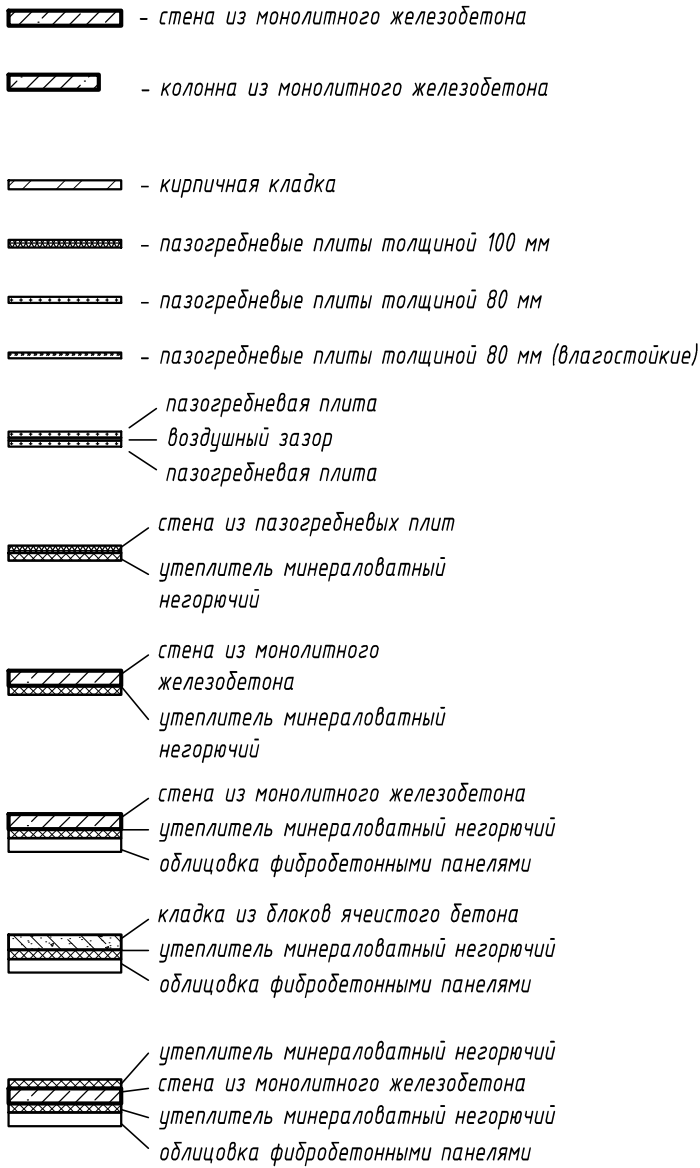 - стена из монолитного железобетона
- колонна из монолитного железобетона
- кирпичная кладка
- пазогребневые плиты толщиной 100 мм
- пазогребневые плиты толщиной 80 мм
- пазогребневые плиты толщиной 80 мм (влагостойкие)
пазогребневая плита
воздушный зазор
пазогребневая плита
стена из пазогребневых плит
утеплитель минераловатный
негорючий
стена из монолитного
железобетона
утеплитель минераловатный
негорючий
стена из монолитного железобетона
утеплитель минераловатный негорючий
облицовка фибробетонными панелями
кладка из блоков ячеистого бетона
утеплитель минераловатный негорючий
облицовка фибробетонными панелями
утеплитель минераловатный негорючий
стена из монолитного железобетона
утеплитель минераловатный негорючий
облицовка фибробетонными панелями